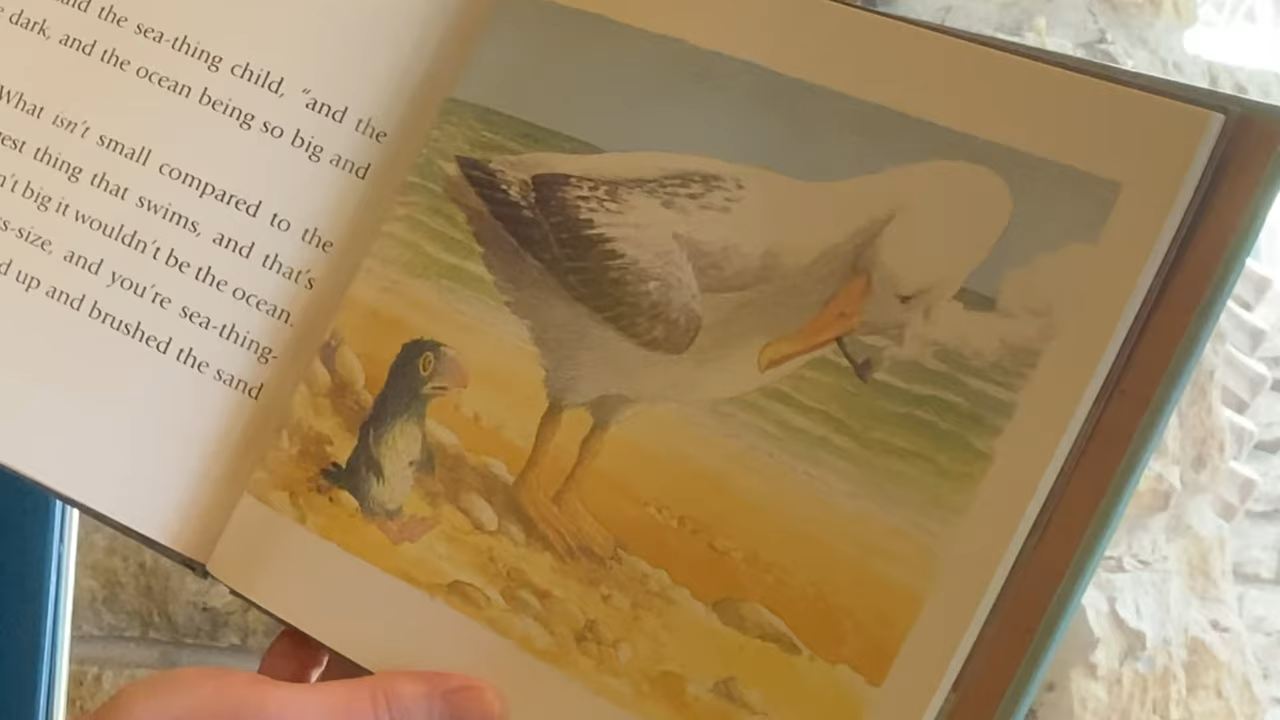 said the sea-thing child, "and the
dark, and the ocean being so big and
What isn't small compared to the
thing that swims, and that's
big it wouldn't be the ocean.
-size, and you're sea-thing-
up and brushed the sand